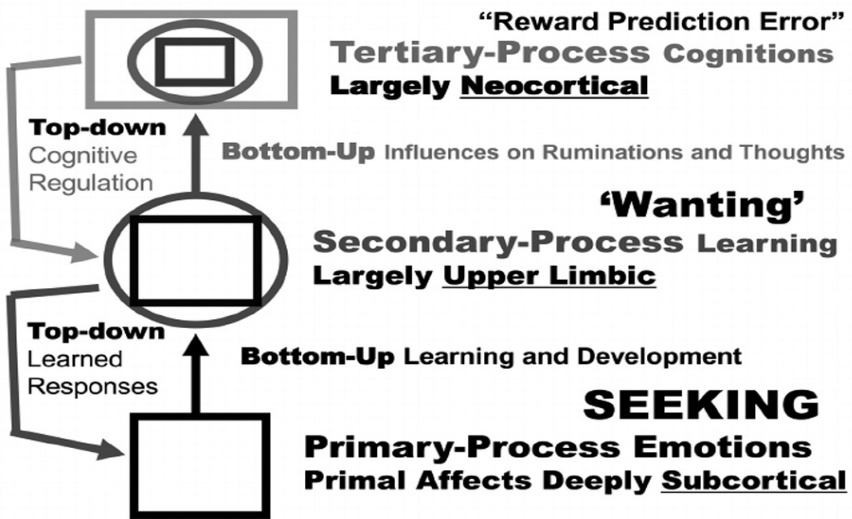 “Reward Prediction Error”
Tertiary-Process Cognitions
Largely Neocortical
Top-down
Cognitive
Regulation
Bottom-Up Influences on Ruminations and Thoughts
‘Wanting’
Secondary-Process Learning
Largely Upper Limbic
Top-down
Learned
Responses
Bottom-Up Learning and Development
SEEKING
Primary-Process Emotions
Primal Affects Deeply Subcortical